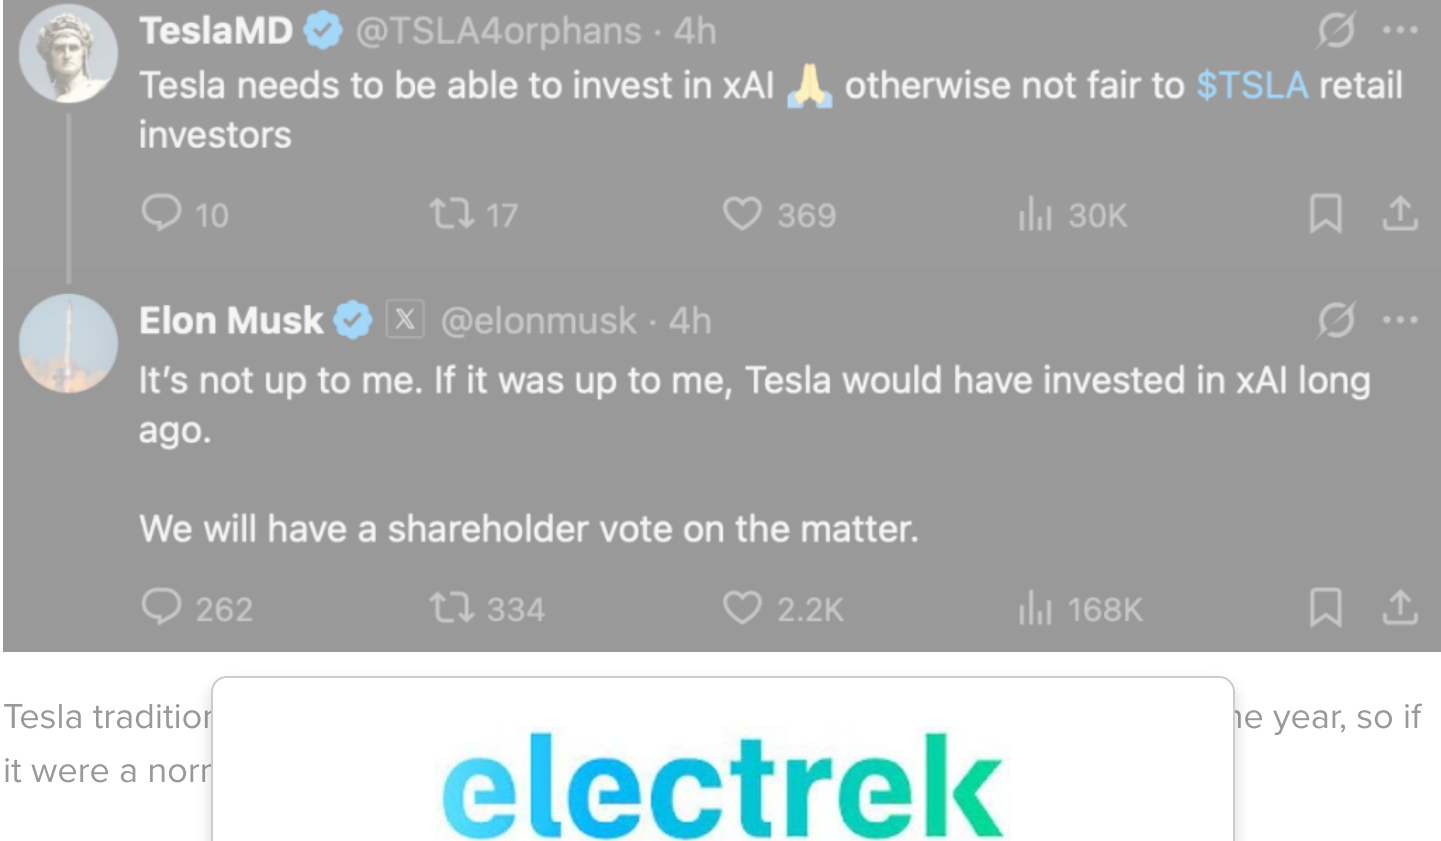 TeslaMD @TSLA4orphans · 4h
Tesla needs to be able to invest in xAI 🙏 otherwise not fair to $TSLA retail
investors
10 17 369 30K
Elon Musk @elonmusk · 4h
It's not up to me. If it was up to me, Tesla would have invested in xAI long
ago.
We will have a shareholder vote on the matter.
262 334 2.2K 168K
Tesla year, so if
it were a
electrek